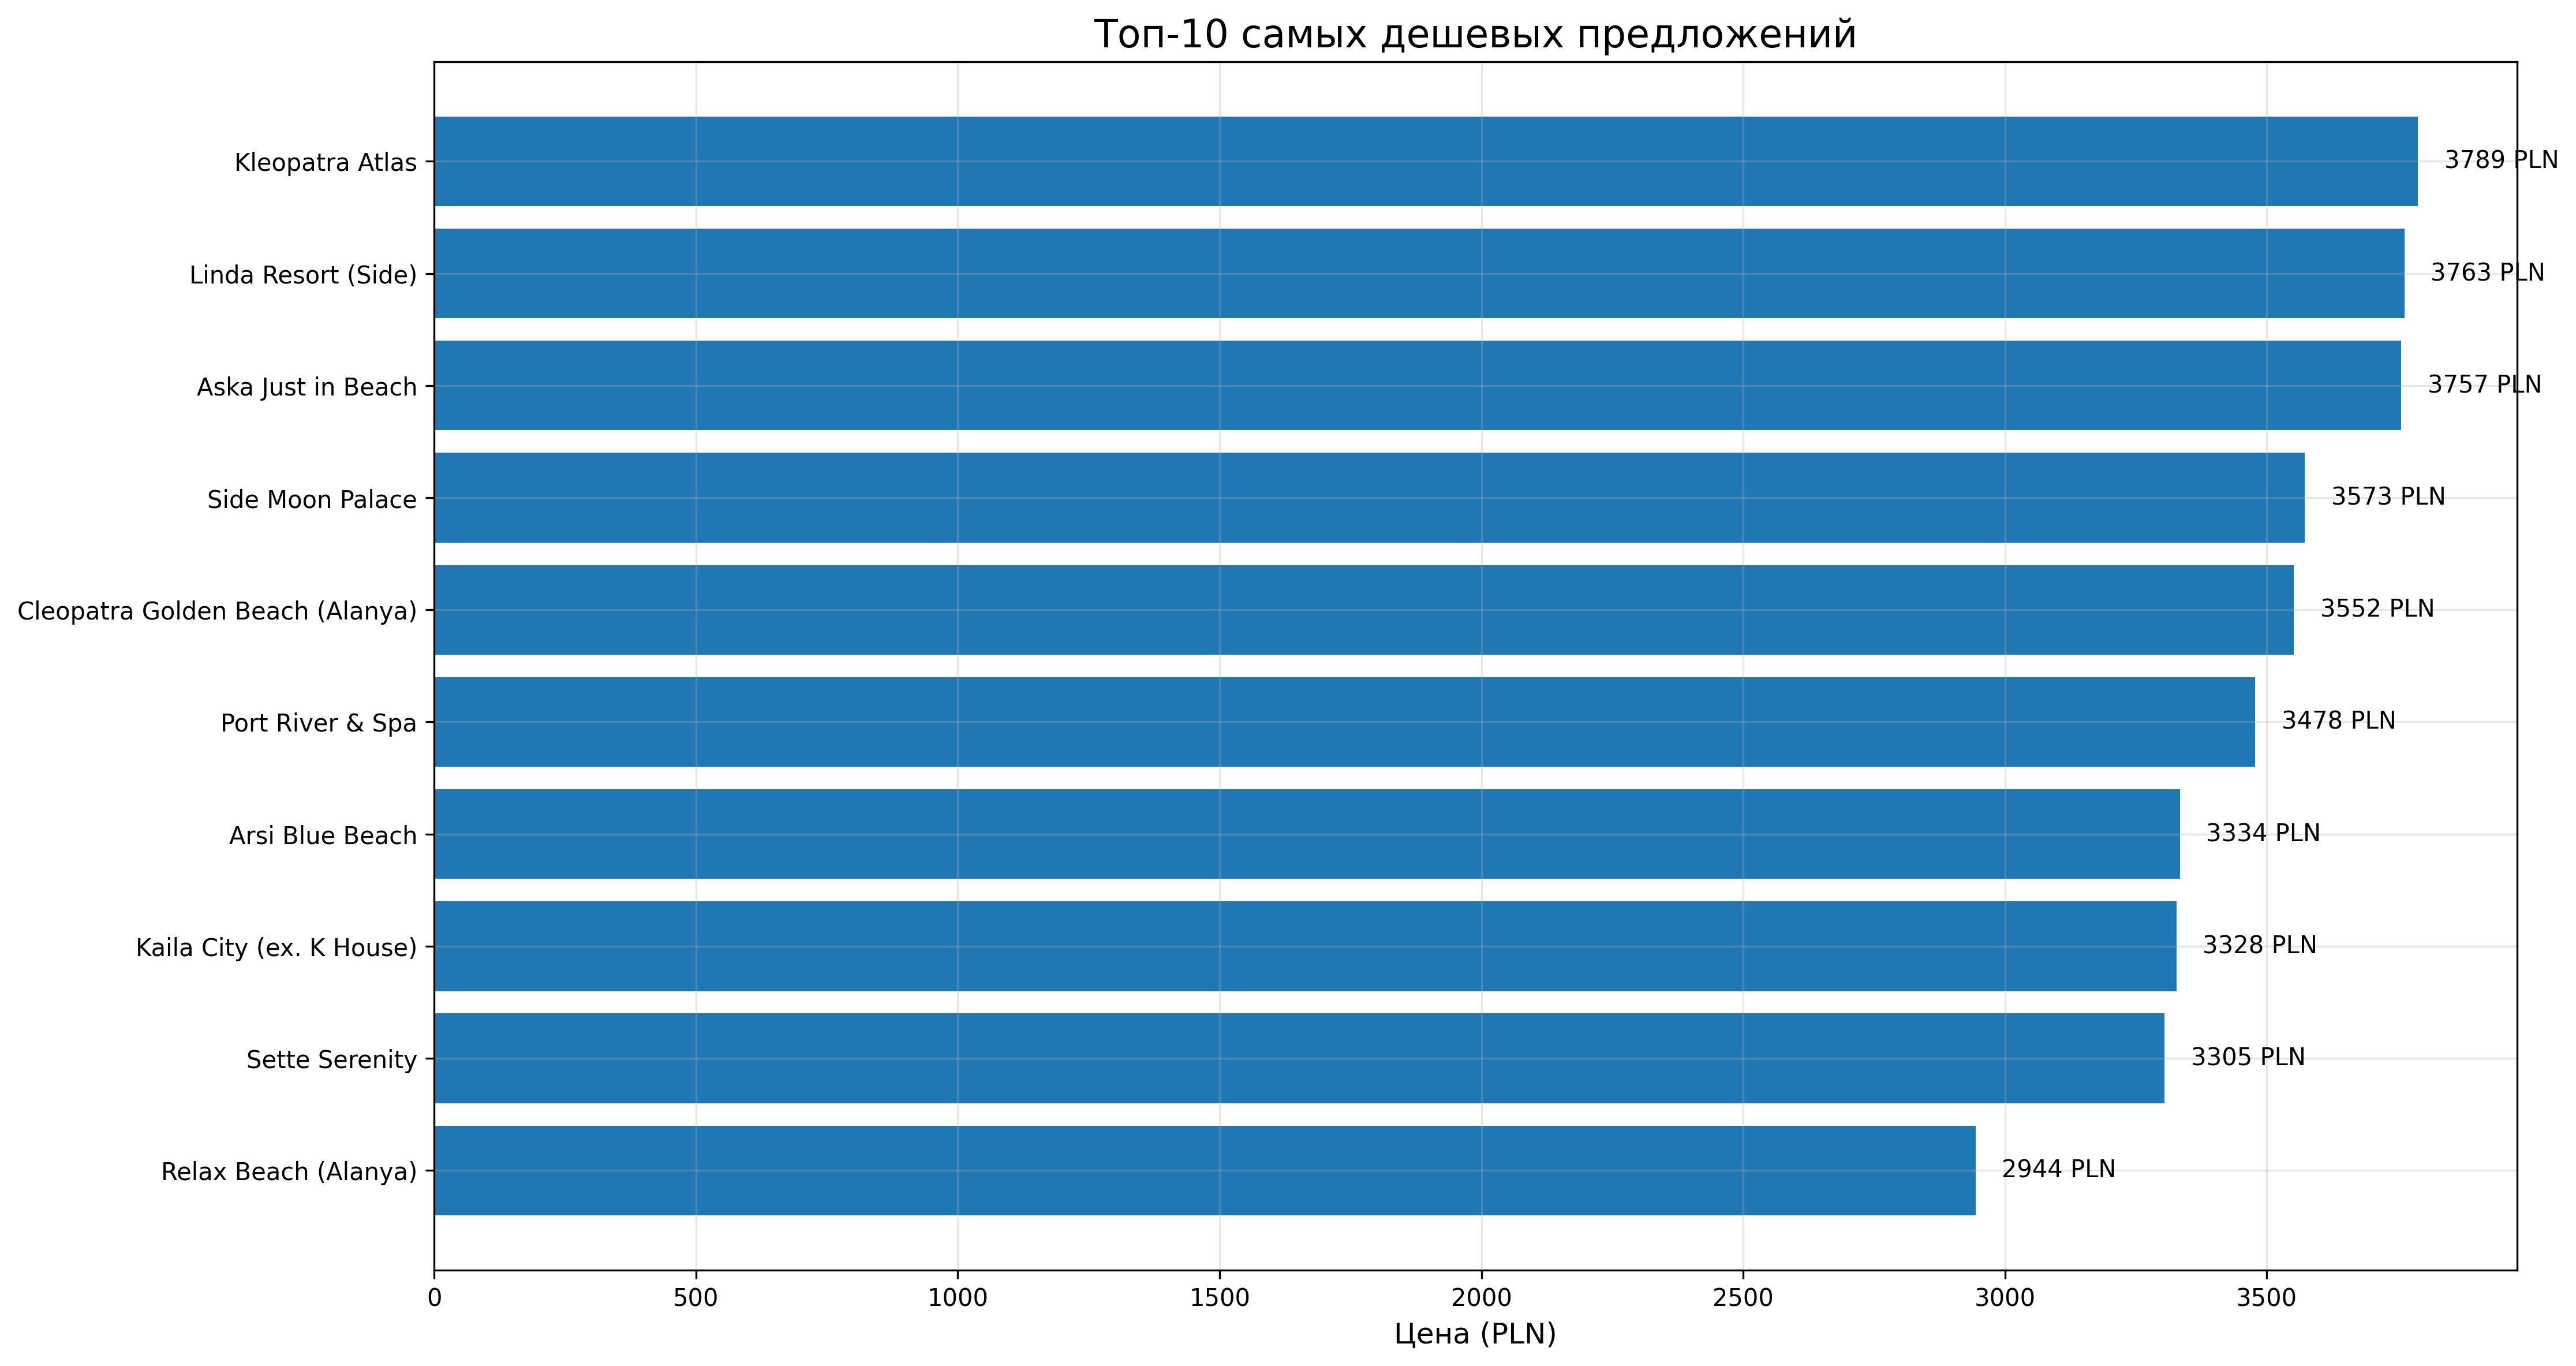 Топ-10 самых дешевых предложений
Kleopatra Atlas 3789 PLN
Linda Resort (Side) 3763 PLN
Aska Just in Beach 3757 PLN
Side Moon Palace 3573 PLN
Cleopatra Golden Beach (Alanya) 3552 PLN
Port River & Spa 3478 PLN
Arsi Blue Beach 3334 PLN
Kaila City (ex. K House) 3328 PLN
Sette Serenity 3305 PLN
Relax Beach (Alanya) 2944 PLN
0 500 1000 1500 2000 2500 3000 3500
Цена (PLN)